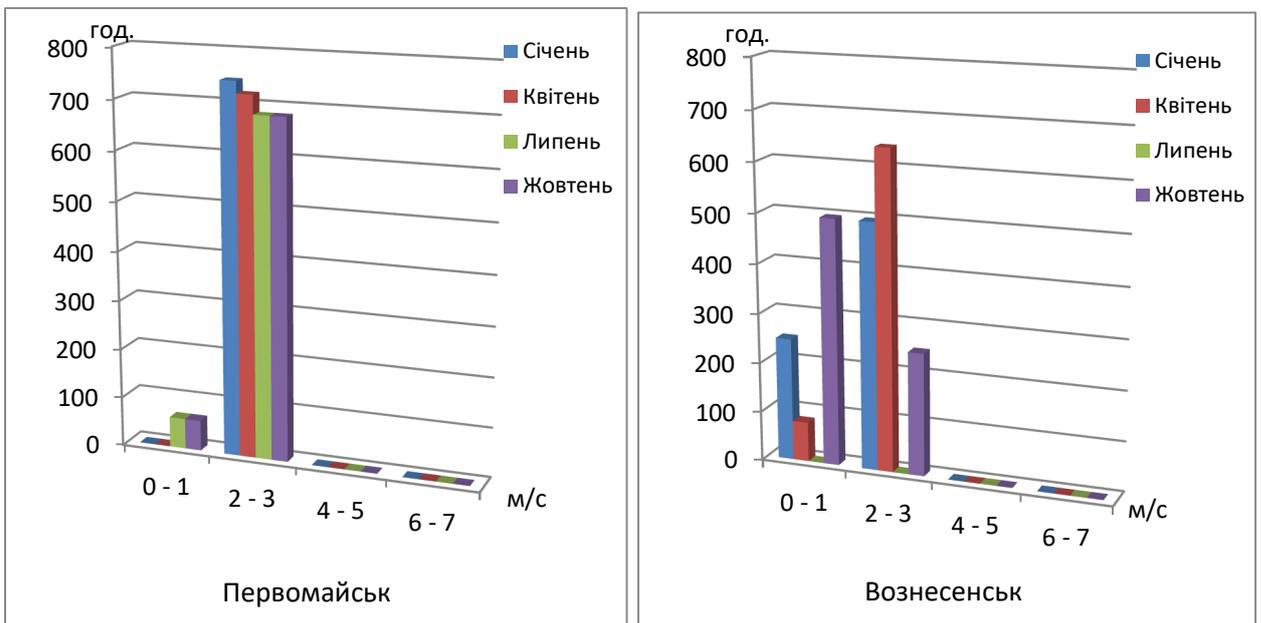 год.
800
700
600
500
400
300
200
100
0
0 - 1
2 - 3
4 - 5
6 - 7
м/с
Січень
Квітень
Липень
Жовтень
Первомайськ
год.
800
700
600
500
400
300
200
100
0
0 - 1
2 - 3
4 - 5
6 - 7
м/с
Січень
Квітень
Липень
Жовтень
Вознесенськ